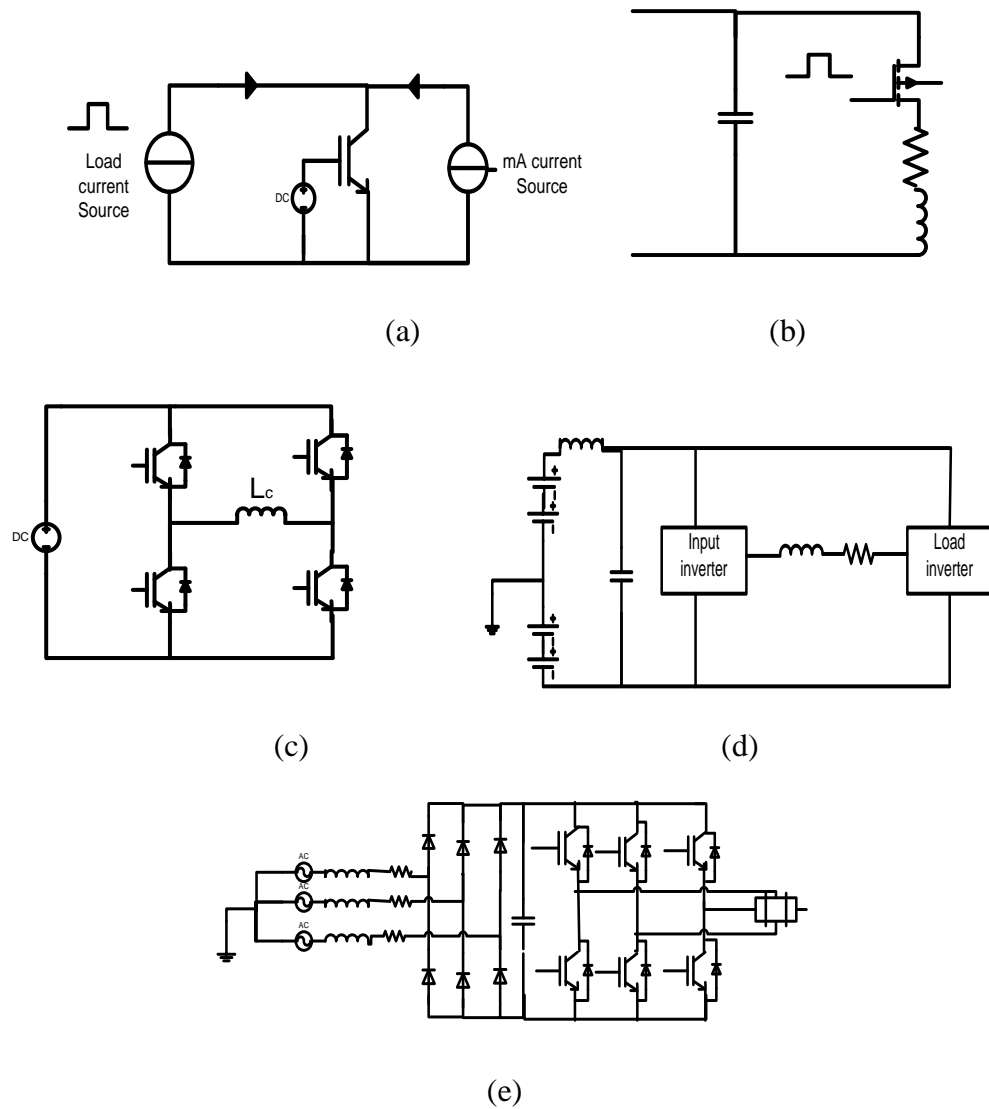 Load
current
Source
DC
mA current
Source
(a)
(b)
DC
Lc
(c)
Input
inverter
Load
inverter
(d)
AC
AC
AC
(e)